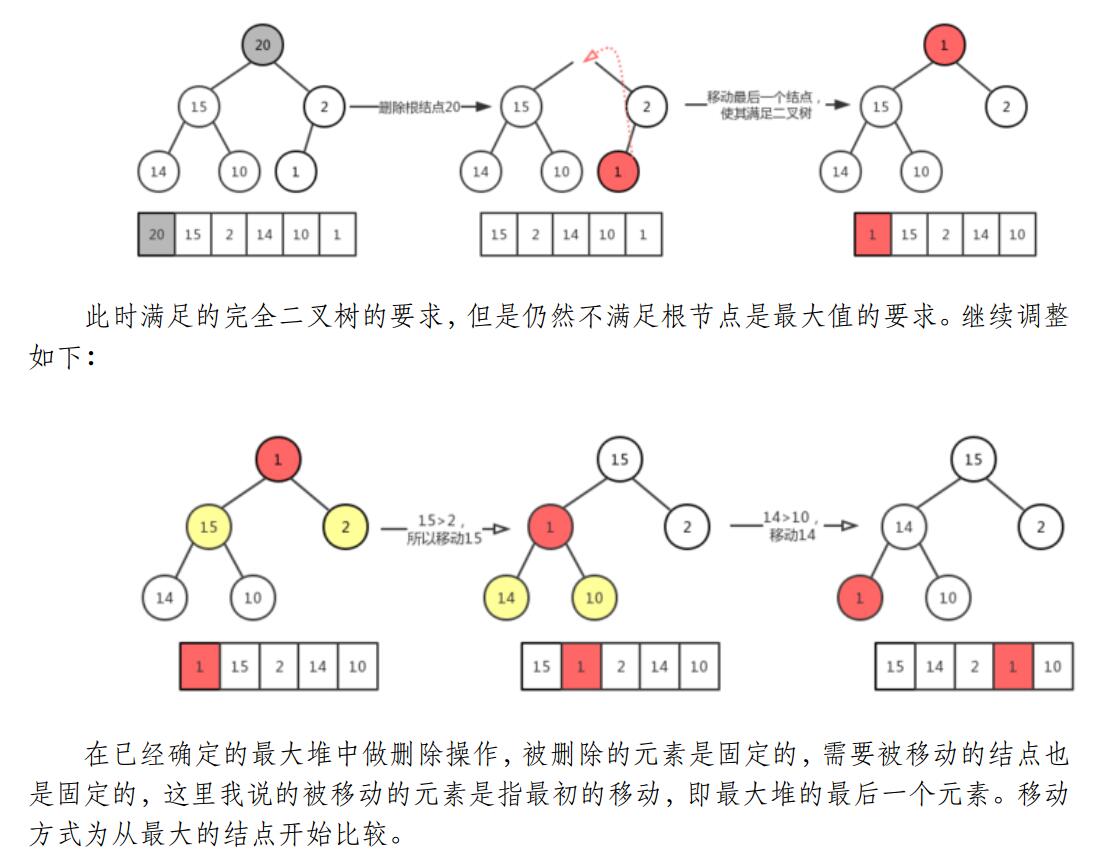 20
15 2 删除根结点20 15 2 移动最后一个结点， 15 2
使其满足二叉树
14 10 1 14 10 1 14 10
1
20 15 2 14 10 1
15 2 14 10 1
1 15 2 14 10
此时满足的完全二叉树的要求，但是仍然不满足根节点是最大值的要求。继续调整
如下：
1 15 15
15 2 15>2， 1 2 14>10， 14 2
所以移动15 移动14
14 10 14 10 1 10
1 15 2 14 10
15 1 2 14 10
15 14 2 1 10
在已经确定的最大堆中做删除操作，被删除的元素是固定的，需要被移动的结点也
是固定的，这里我说的被移动的元素是指最初的移动，即最大堆的最后一个元素。移动
方式为从最大的结点开始比较。